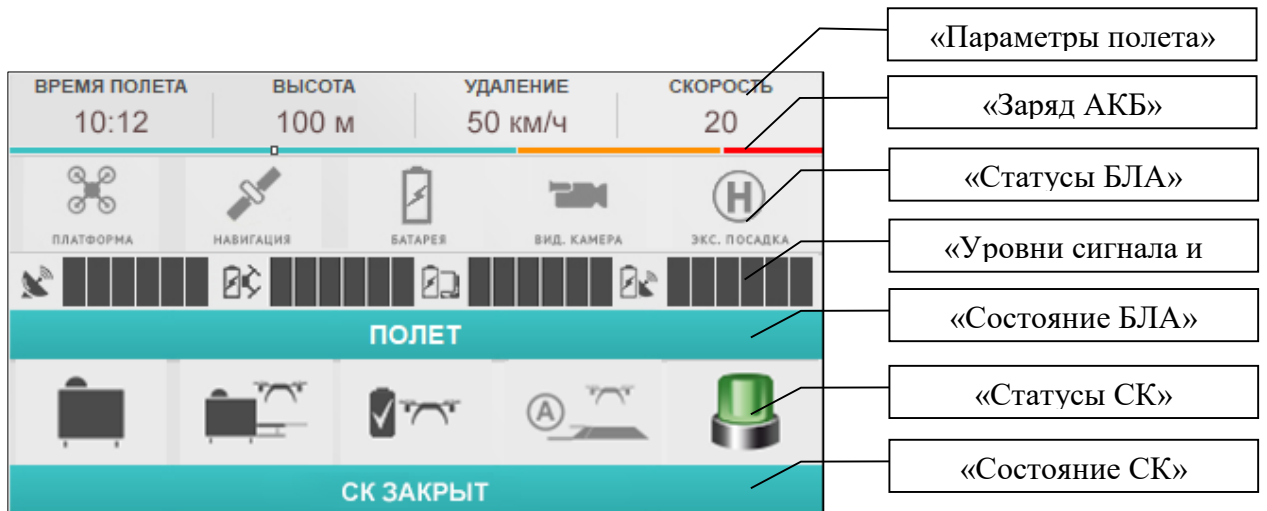 «Параметры полета»
ВРЕМЯ ПОЛЕТА ВЫСОТА УДАЛЕНИЕ СКОРОСТЬ
10:12 100 м 50 км/ч 20
«Заряд АКБ»
«Статусы БЛА»
H
ПЛАТФОРМА НАВИГАЦИЯ БАТАРЕЯ ВИД. КАМЕРА ЭКС. ПОСАДКА
«Уровни сигнала и
ПОЛЕТ
«Состояние БЛА»
A
«Статусы СК»
СК ЗАКРЫТ
«Состояние СК»